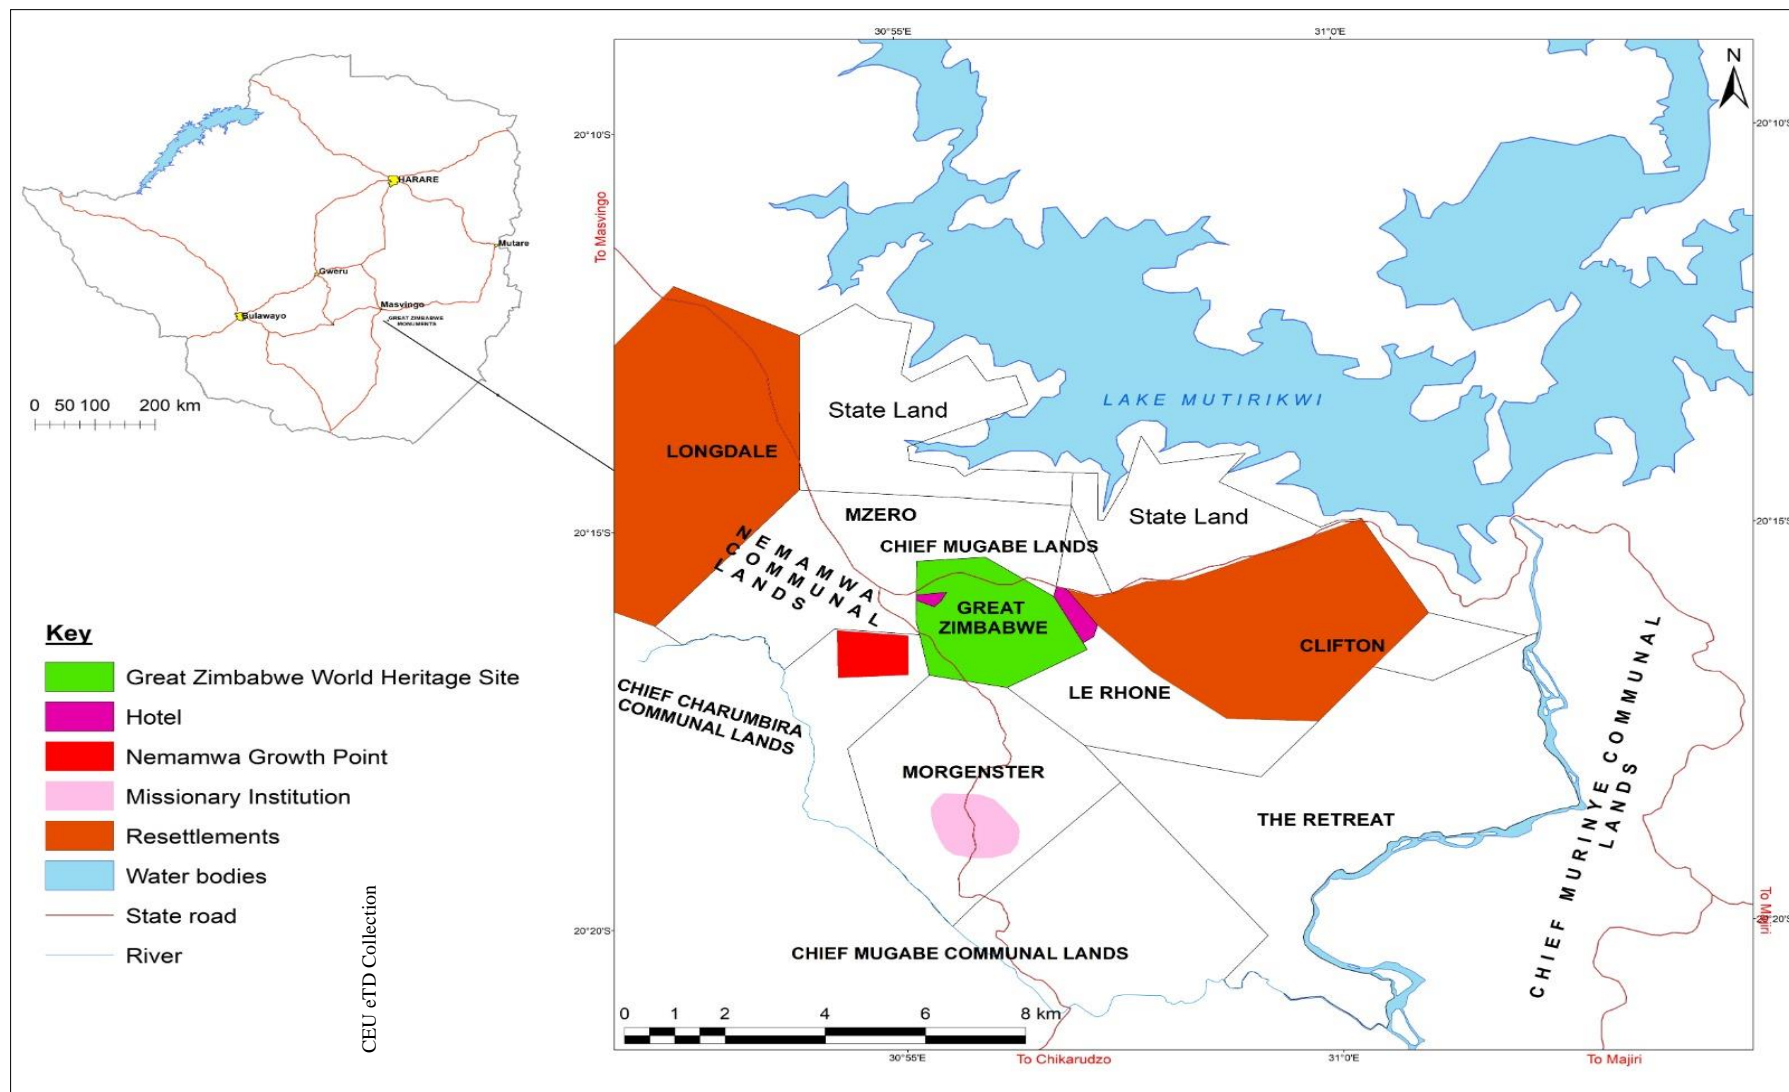 HARARE
Mutare
Gweru
Masvingo
GREAT ZIMBABWE
MONUMENTS
Bulawayo
0 50 100 200 km
Key
Great Zimbabwe World Heritage Site
Hotel
Nemamwa Growth Point
Missionary Institution
Resettlements
Water bodies
State road
River
CEU eTD Collection
30°55'E
31°0'E
N
20°10'S
20°10'S
To Masvingo
LAKE MUTIRIKWI
State Land
LONGDALE
MZERO
State Land
20°15'S
20°15'S
NEMAMWA
COMMUNAL
LANDS
CHIEF MUGABE LANDS
GREAT
ZIMBABWE
CLIFTON
LE RHONE
CHIEF CHARUMBIRA
COMMUNAL LANDS
MORGENSTER
THE RETREAT
CHIEF MURINYE COMMUNAL
LANDS
To Majiri
20°20'S
20°20'S
CHIEF MUGABE COMMUNAL LANDS
0 1 2 4 6 8 km
30°55'E
To Chikarudzo
31°0'E
To Majiri